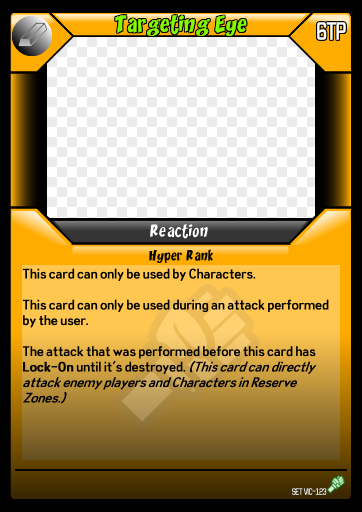 Targeting Eye
6TP
Reaction
Hyper Rank
This card can only be used by Characters.
This card can only be used during an attack performed
by the user.
The attack that was performed before this card has
Lock-On until it's destroyed. (This card can directly
attack enemy players and Characters in Reserve
Zones.)
SET VIC-123